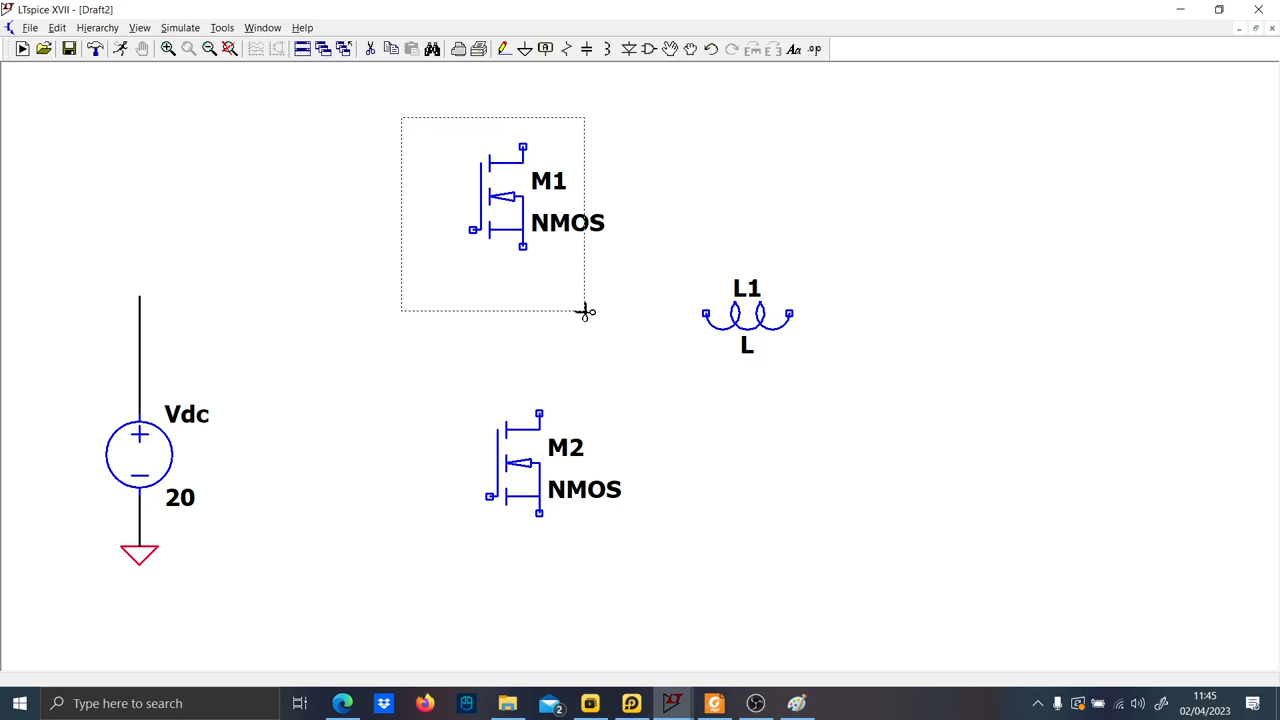 LTspice XVII - [Draft2]
File Edit Hierarchy View Simulate Tools Window Help
M1
NMOS
L1
L
Vdc
20
M2
NMOS
Type here to search
2
11:45
02/04/2023